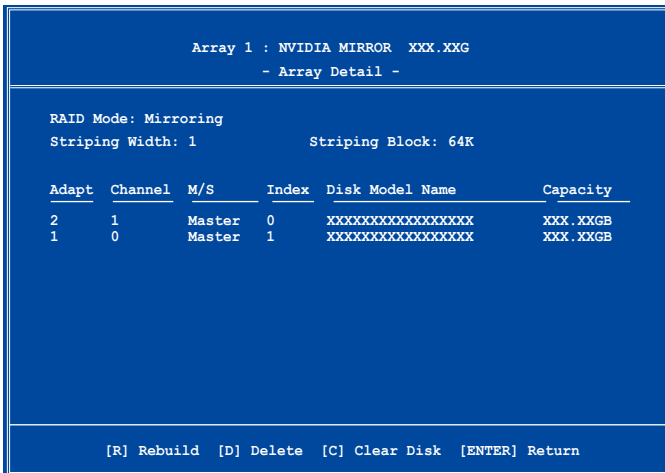 Array 1 : NVIDIA MIRROR XXX.XXG
- Array Detail -
RAID Mode: Mirroring
Striping Width: 1 Striping Block: 64K
Adapt Channel M/S Index Disk Model Name Capacity
2 1 Master 0 XXXXXXXXXXXXXXXXX XXX.XXGB
1 0 Master 1 XXXXXXXXXXXXXXXXX XXX.XXGB
[R] Rebuild [D] Delete [C] Clear Disk [ENTER] Return